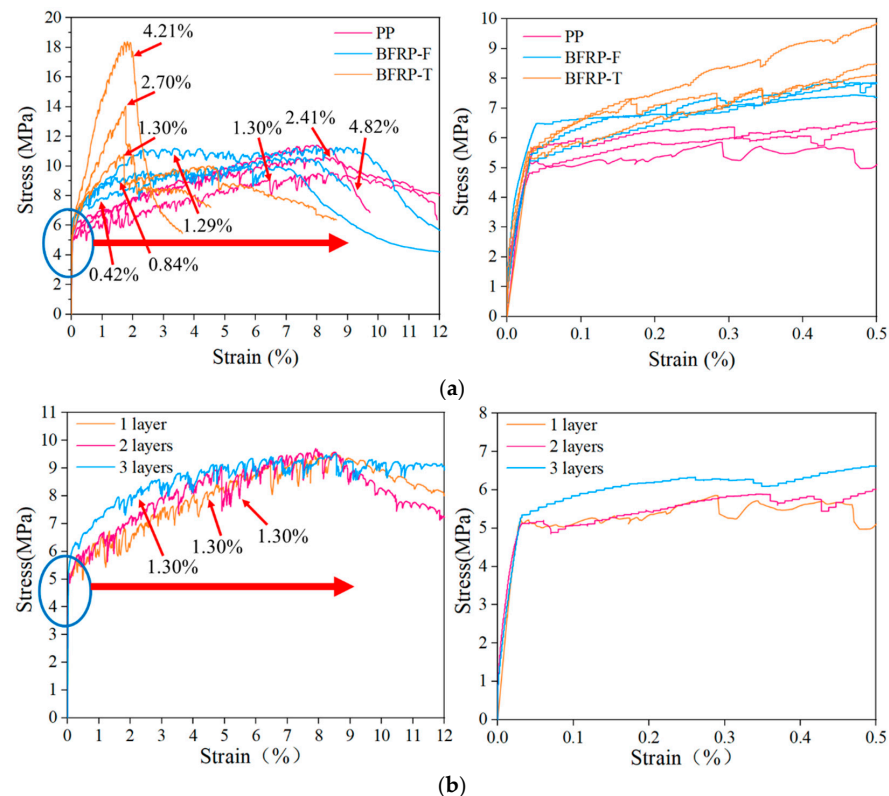 20
18
16
14
12
10
8
6
4
2
0
Stress (MPa)
4.21%
2.70%
1.30%
1.30%
2.41%
4.82%
1.29%
0.84%
0.42%
PP
BFRP-F
BFRP-T
0 1 2 3 4 5 6 7 8 9 10 11 12
Strain (%)
10
9
8
7
6
5
4
3
2
1
0
Stress (MPa)
PP
BFRP-F
BFRP-T
0.0 0.1 0.2 0.3 0.4 0.5
Strain (%)
(a)
11
10
9
8
7
6
5
4
3
2
1
0
Stress(MPa)
1 layer
2 layers
3 layers
1.30%
1.30%
1.30%
0 1 2 3 4 5 6 7 8 9 10 11 12
Strain（%）
8
7
6
5
4
3
2
1
0
Stress(MPa)
1 layer
2 layers
3 layers
0.0 0.1 0.2 0.3 0.4 0.5
Strain（%）
(b)